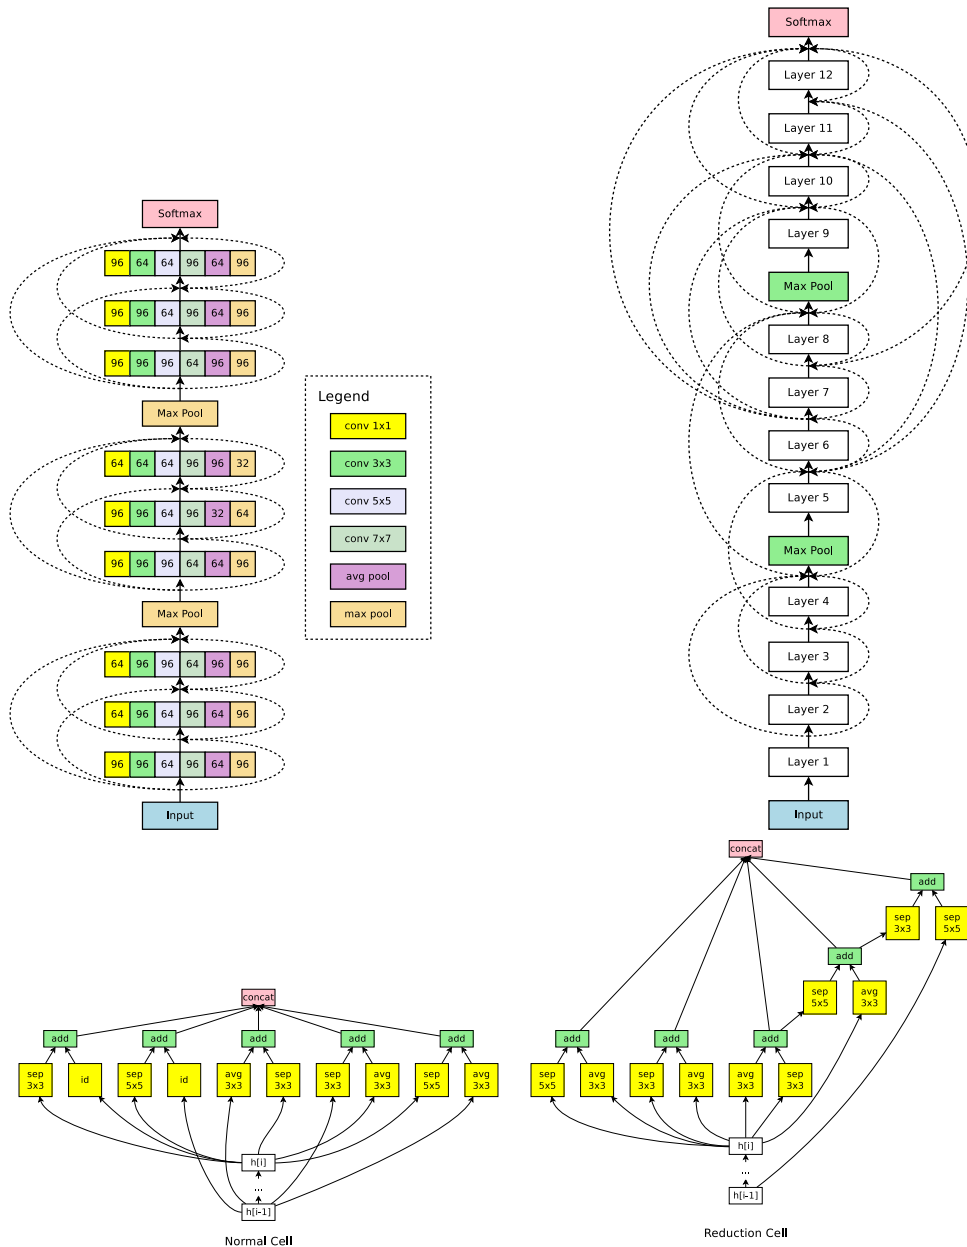 Softmax
96 64 64 96 64 96
96 96 64 96 64 96
96 96 96 64 96 96
Max Pool
64 64 64 96 96 32
96 96 64 96 32 64
96 96 96 64 64 96
Max Pool
64 96 96 64 96 96
64 96 64 96 64 96
96 96 64 64 64 96
Input
Legend
conv 1x1
conv 3x3
conv 5x5
conv 7x7
avg pool
max pool
Softmax
Layer 12
Layer 11
Layer 10
Layer 9
Max Pool
Layer 8
Layer 7
Layer 6
Layer 5
Max Pool
Layer 4
Layer 3
Layer 2
Layer 1
Input
concat
add add add add add
sep 3x3
id
sep 5x5
id
avg 3x3
sep 3x3
sep 3x3
avg 3x3
sep 5x5
avg 3x3
h[i]
...
h[i-1]
Normal Cell
concat
add
sep 3x3
sep 5x5
add
sep 5x5
avg 3x3
add add add
sep 5x5
avg 3x3
sep 3x3
avg 3x3
avg 3x3
sep 3x3
h[i]
...
h[i-1]
Reduction Cell